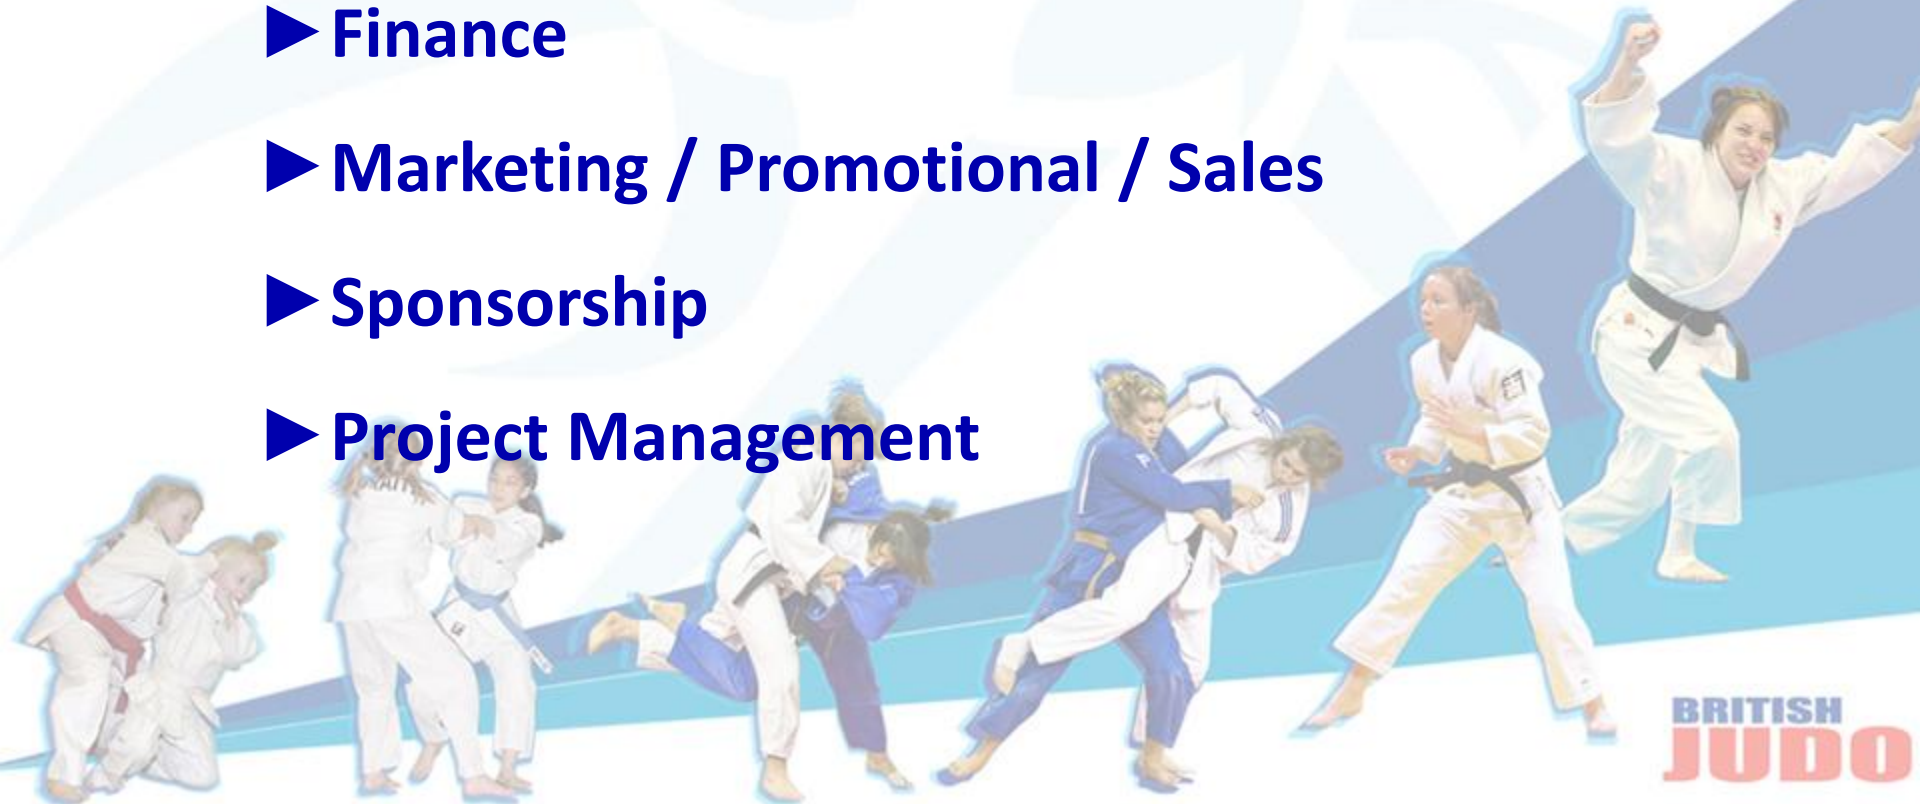 ►Finance
►Marketing / Promotional / Sales
►Sponsorship
►Project Management
BRITISH
JUDO